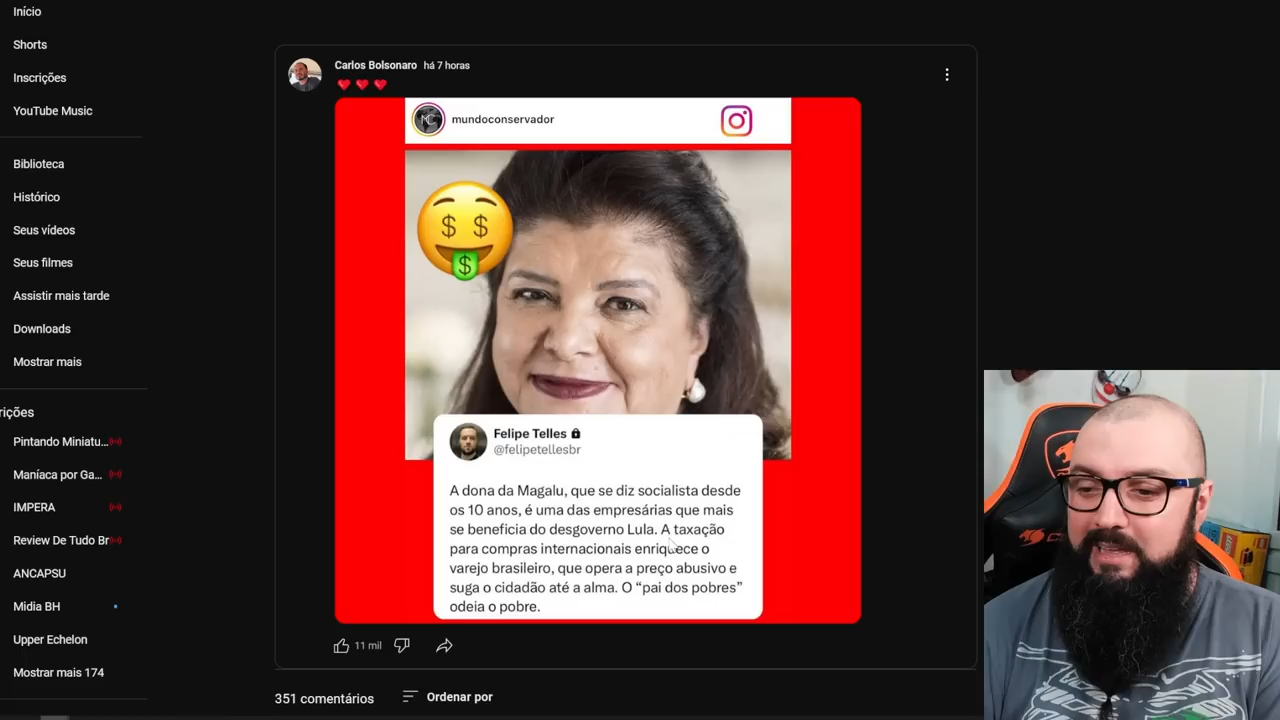 Início
Shorts
Inscrições
YouTube Music
Biblioteca
Histórico
Seus vídeos
Seus filmes
Assistir mais tarde
Downloads
Mostrar mais
rições
Pintando Miniatu...
Maníaca por Ga...
IMPERA
Review De Tudo Br
ANCAPSU
Midia BH
Upper Echelon
Mostrar mais 174
Carlos Bolsonaro há 7 horas
mundoconservador
Felipe Telles
@felipetellesbr
A dona da Magalu, que se diz socialista desde
os 10 anos, é uma das empresárias que mais
se beneficia do desgoverno Lula. A taxação
para compras internacionais enriquece o
varejo brasileiro, que opera a preço abusivo e
suga o cidadão até a alma. O “pai dos pobres”
odeia o pobre.
11 mil
351 comentários
Ordenar por